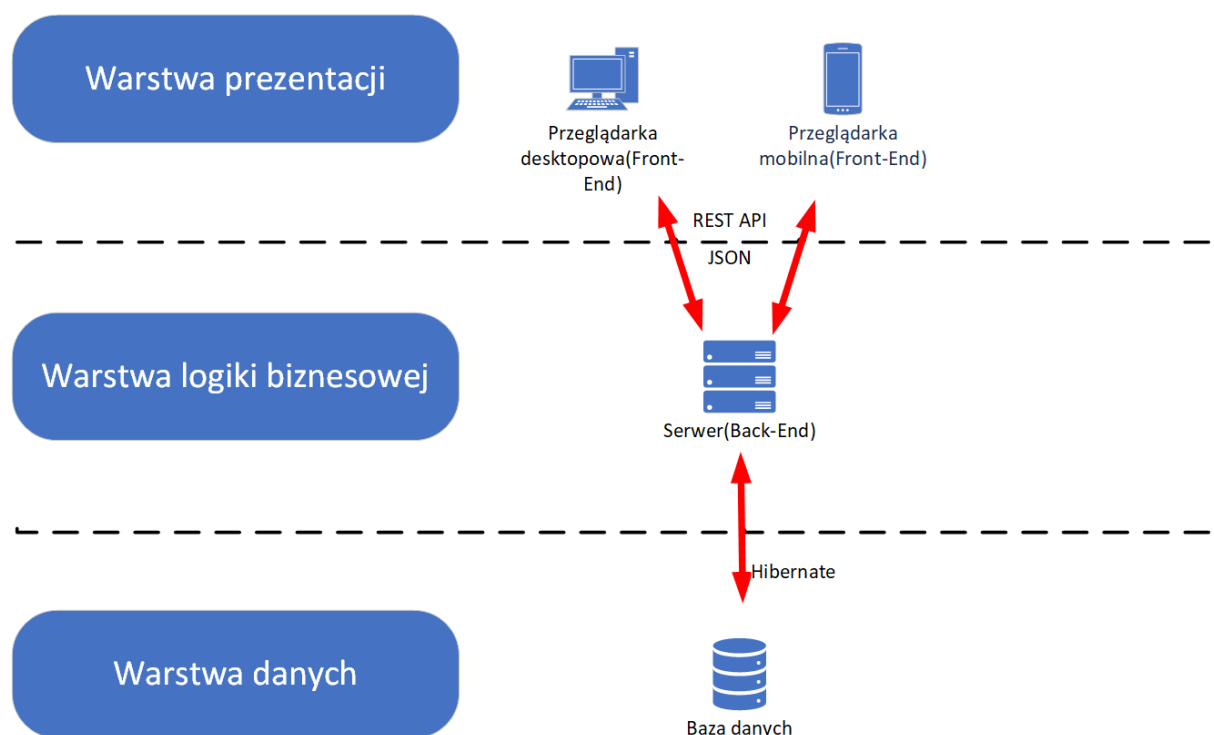 Warstwa prezentacji
Przeglądarka
desktopowa(Front-
End)
Przeglądarka
mobilna(Front-End)
REST API
JSON
Warstwa logiki biznesowej
Serwer(Back-End)
Hibernate
Warstwa danych
Baza danych